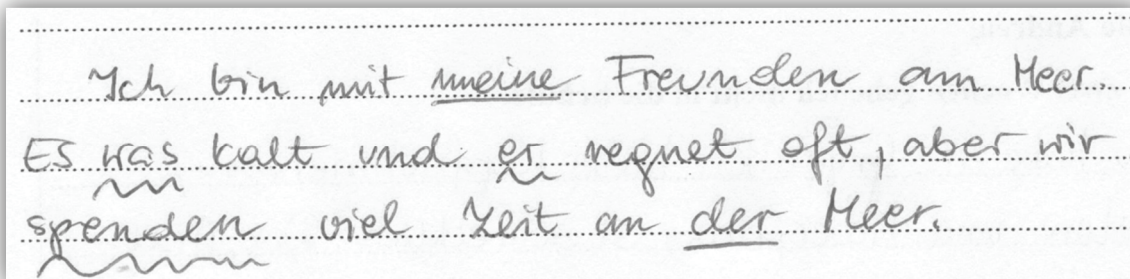 Ich bin mit meine Freunden am Meer.
Es was kalt und er regnet oft, aber wir
spenden viel Zeit an der Meer.